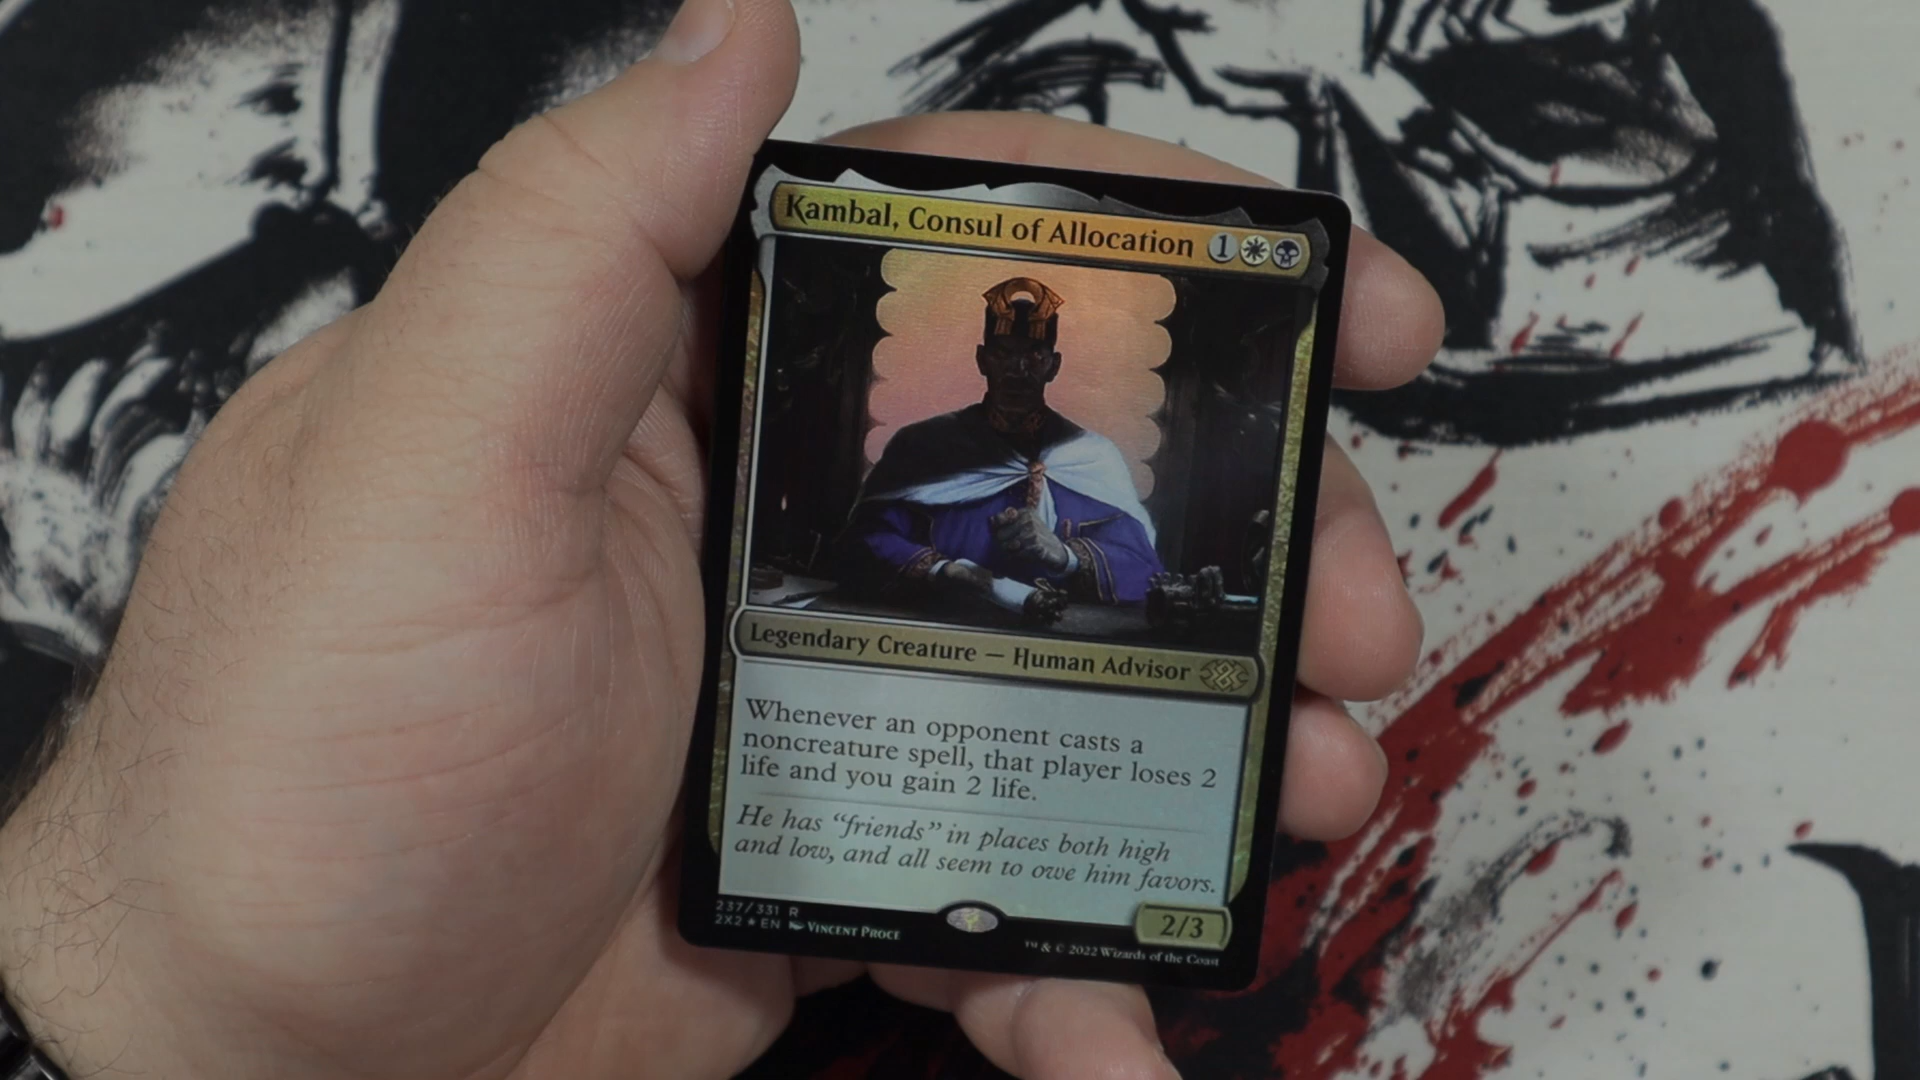 Kambal, Consul of Allocation 1
Legendary Creature — Human Advisor
Whenever an opponent casts a
noncreature spell, that player loses 2
life and you gain 2 life.
He has “friends” in places both high
and low, and all seem to owe him favors.
2/3
237/331 R
2X2 ★ EN VINCENT PROCE
™ & © 2022 Wizards of the Coast